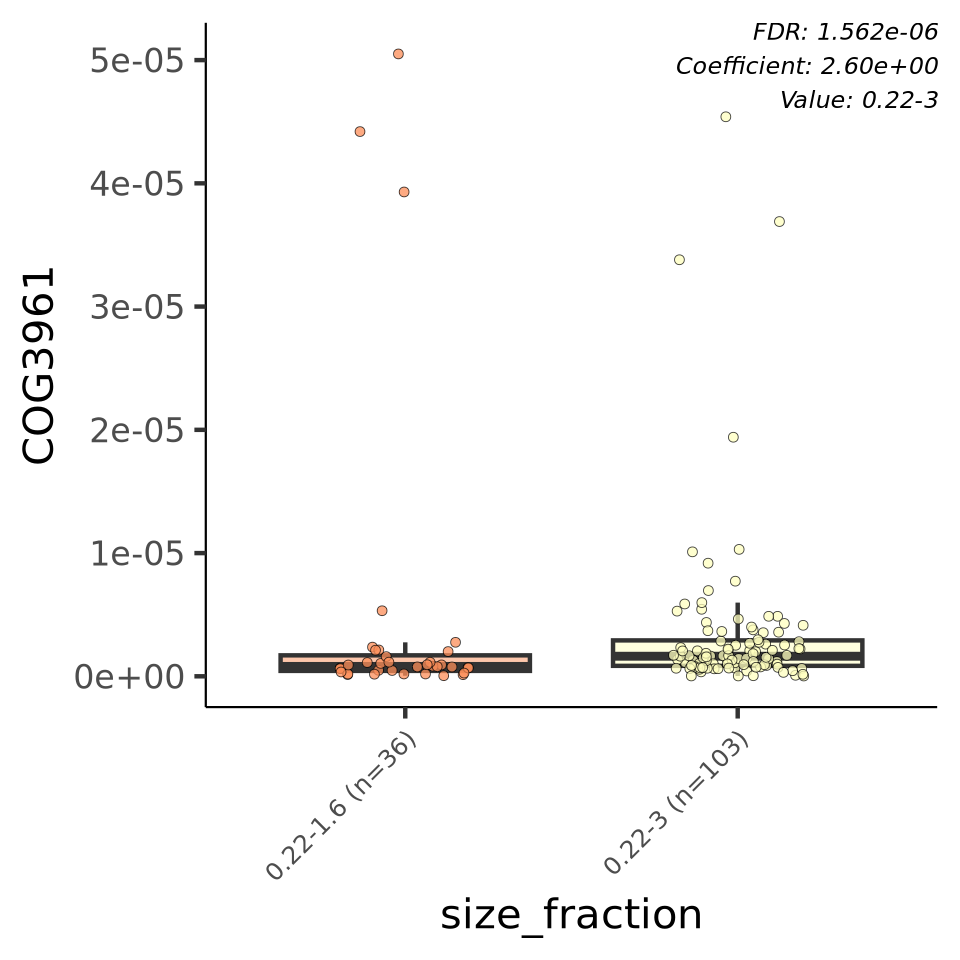 FDR: 1.562e-06
Coefficient: 2.60e+00
Value: 0.22-3
5e-05
4e-05
3e-05
2e-05
1e-05
0e+00
COG3961
0.22-1.6 (n=36)
0.22-3 (n=103)
size_fraction